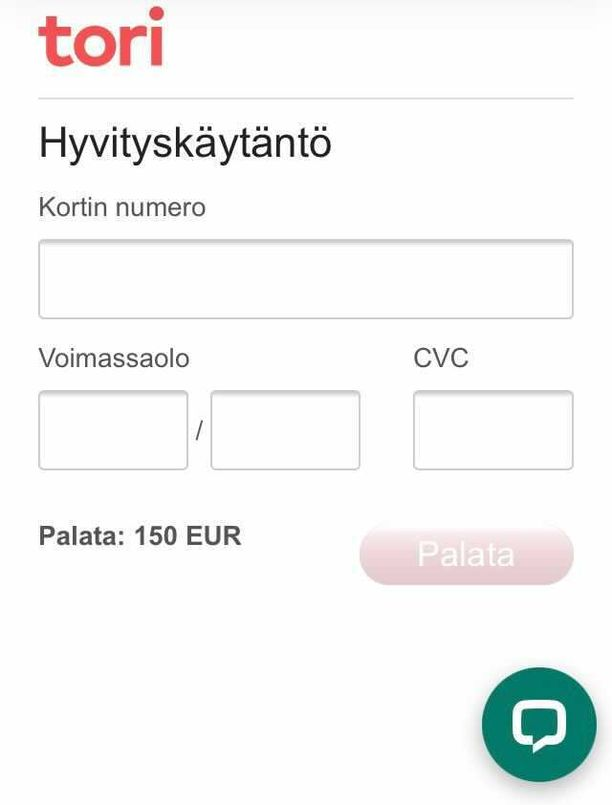 tori
Hyvityskäytäntö
Kortin numero
Voimassaolo CVC
/
Palata: 150 EUR Palata